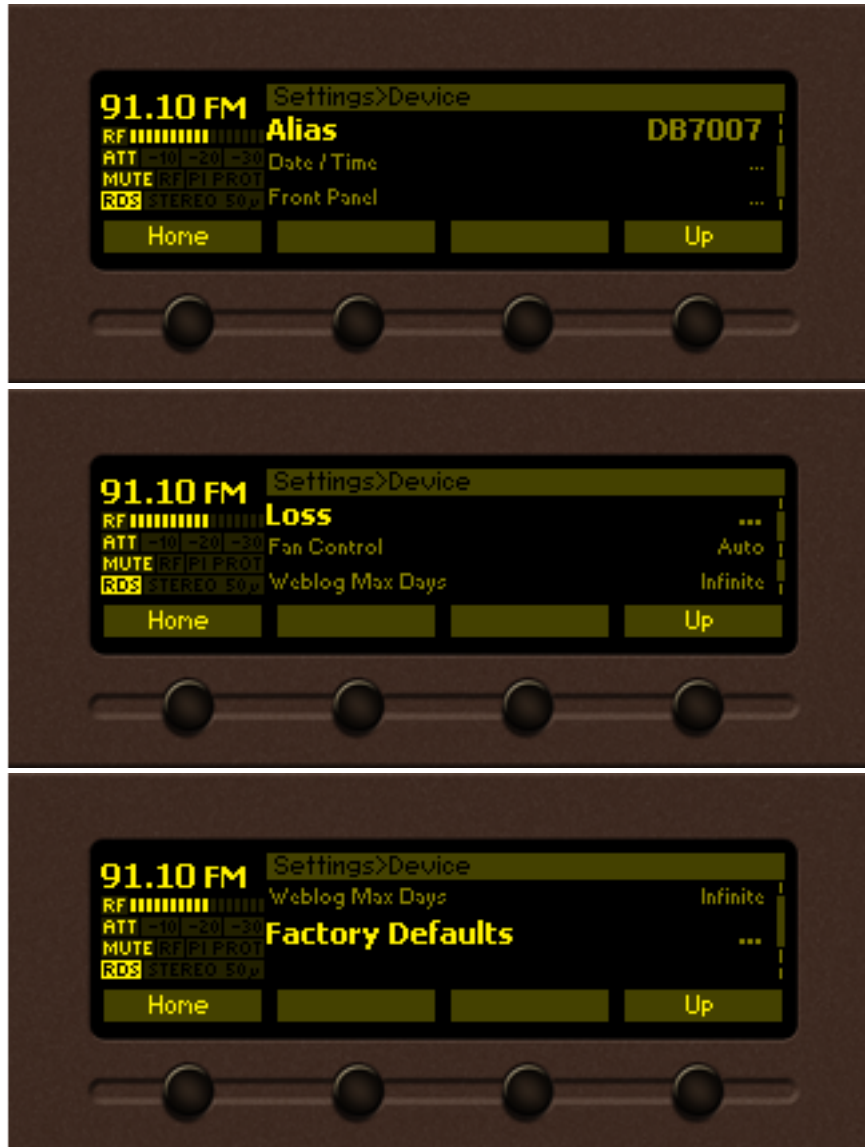 Settings>Device
91.10 FM
Alias DB7007
RF
ATT -10 -20 -30
Date / Time ...
MUTE RF PI PROT
RDS STEREO 50µ
Front Panel ...
Home Up
Settings>Device
91.10 FM
Loss ...
RF
ATT -10 -20 -30
Fan Control Auto
MUTE RF PI PROT
RDS STEREO 50µ
Weblog Max Days Infinite
Home Up
Settings>Device
91.10 FM
Weblog Max Days Infinite
RF
ATT -10 -20 -30
Factory Defaults ...
MUTE RF PI PROT
RDS STEREO 50µ
Home Up